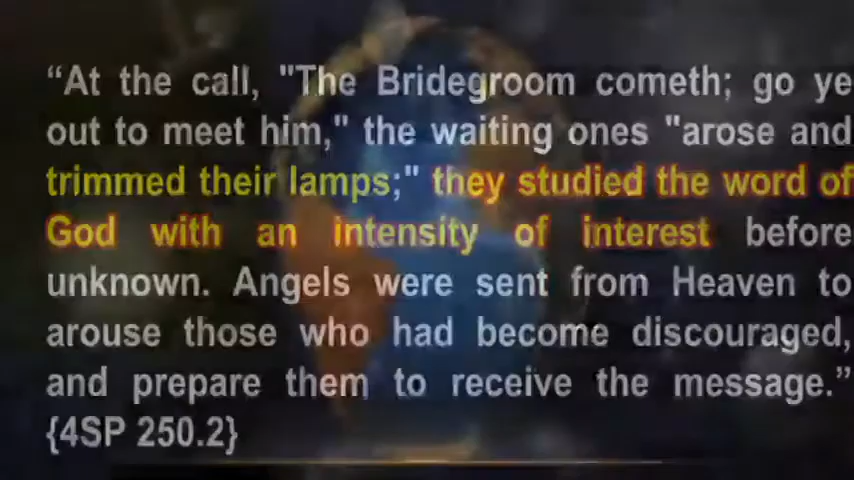 “At the call, "The Bridegroom cometh; go ye
out to meet him," the waiting ones "arose and
trimmed their lamps;" they studied the word of
God with an intensity of interest before
unknown. Angels were sent from Heaven to
arouse those who had become discouraged,
and prepare them to receive the message.”
{4SP 250.2}